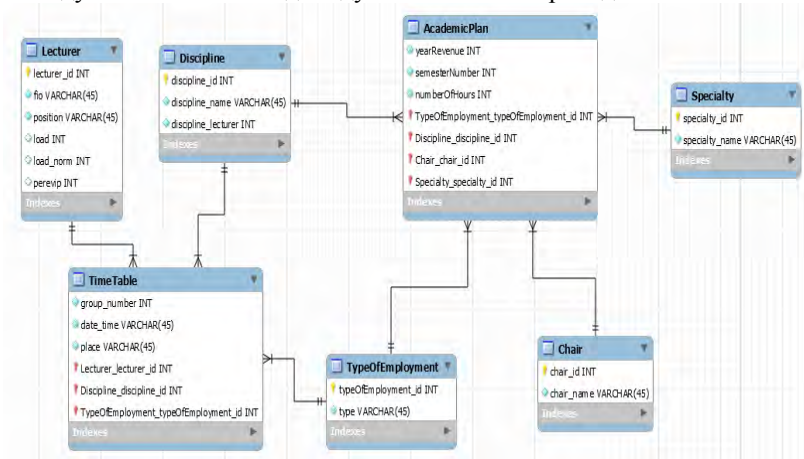 Lecturer
lecturer_id INT
fio VARCHAR(45)
position VARCHAR(45)
load INT
load_norm INT
perevip INT
Indexes
Discipline
discipline_id INT
discipline_name VARCHAR(45)
discipline_lecturer INT
Indexes
AcademicPlan
yearRevenue INT
semesterNumber INT
numberOfHours INT
TypeOfEmployment_typeOfEmployment_id INT
Discipline_discipline_id INT
Chair_chair_id INT
Specialty_specialty_id INT
Indexes
Specialty
specialty_id INT
specialty_name VARCHAR(45)
Indexes
TimeTable
group_number INT
date_time VARCHAR(45)
place VARCHAR(45)
Lecturer_lecturer_id INT
Discipline_discipline_id INT
TypeOfEmployment_typeOfEmployment_id INT
Indexes
TypeOfEmployment
typeOfEmployment_id INT
type VARCHAR(45)
Indexes
Chair
chair_id INT
chair_name VARCHAR(45)
Indexes